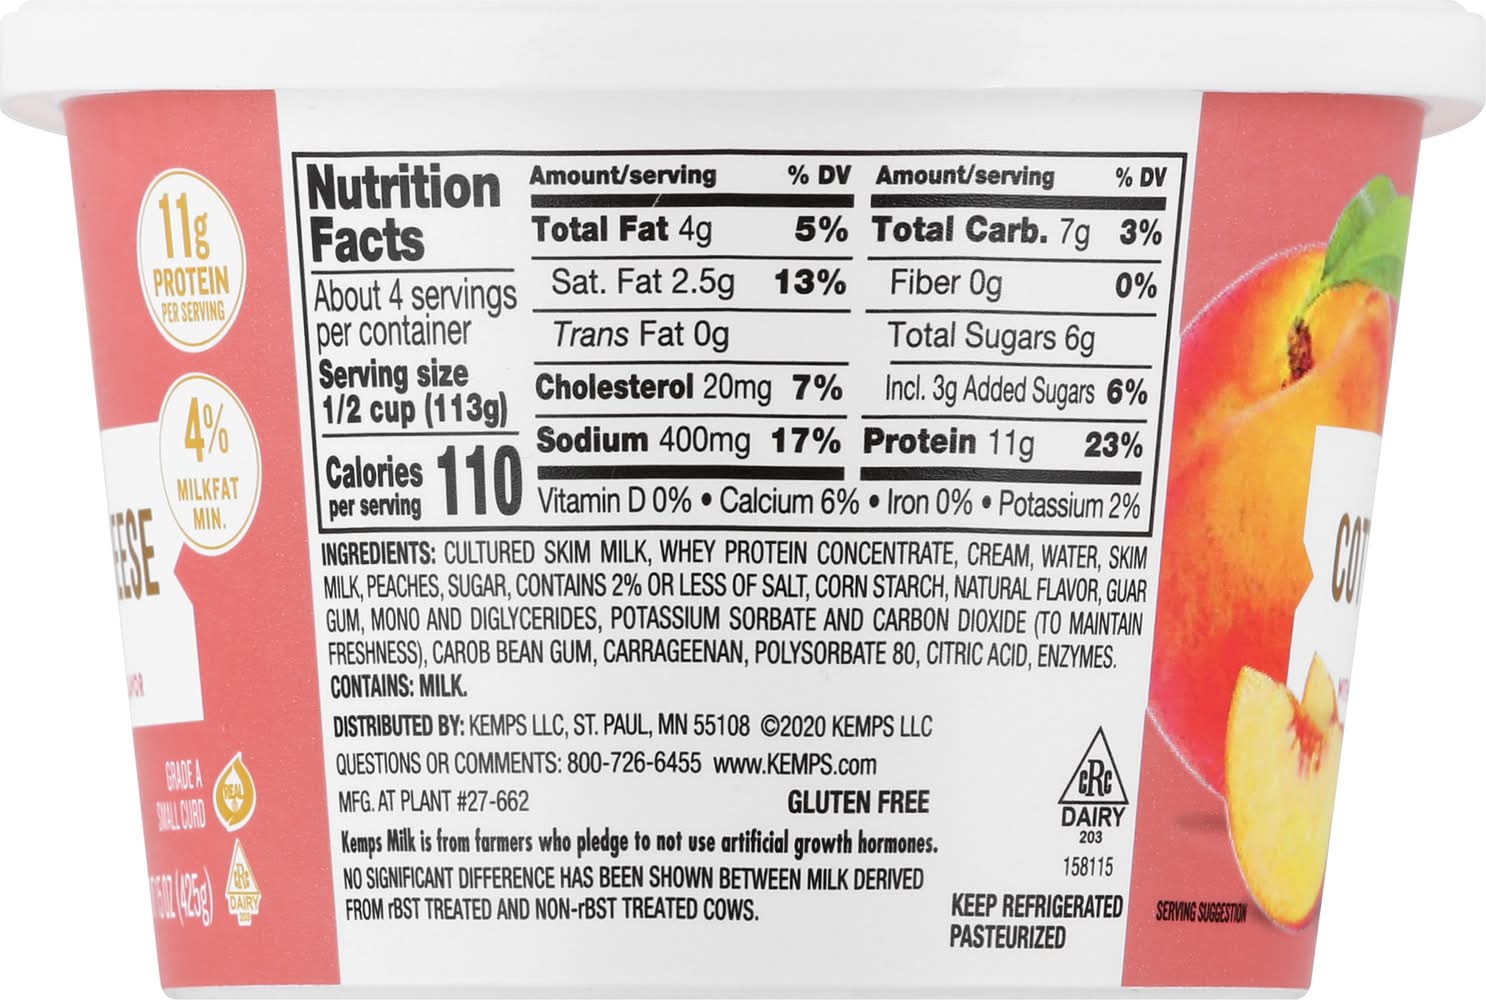 11g
PROTEIN
PER SERVING
4%
MILKFAT
MIN.
GRADE A
SMALL CURD
REAL
(425g)
cRc
DAIRY
203
Nutrition
Facts
About 4 servings
per container
Serving size
1/2 cup (113g)
Calories 110
per serving
Amount/serving % DV
Total Fat 4g 5%
Sat. Fat 2.5g 13%
Trans Fat 0g
Cholesterol 20mg 7%
Sodium 400mg 17%
Amount/serving % DV
Total Carb. 7g 3%
Fiber 0g 0%
Total Sugars 6g
Incl. 3g Added Sugars 6%
Protein 11g 23%
Vitamin D 0% • Calcium 6% • Iron 0% • Potassium 2%
INGREDIENTS: CULTURED SKIM MILK, WHEY PROTEIN CONCENTRATE, CREAM, WATER, SKIM
MILK, PEACHES, SUGAR, CONTAINS 2% OR LESS OF SALT, CORN STARCH, NATURAL FLAVOR, GUAR
GUM, MONO AND DIGLYCERIDES, POTASSIUM SORBATE AND CARBON DIOXIDE (TO MAINTAIN
FRESHNESS), CAROB BEAN GUM, CARRAGEENAN, POLYSORBATE 80, CITRIC ACID, ENZYMES.
CONTAINS: MILK.
DISTRIBUTED BY: KEMPS LLC, ST. PAUL, MN 55108 ©2020 KEMPS LLC
QUESTIONS OR COMMENTS: 800-726-6455 www.KEMPS.com
MFG. AT PLANT #27-662
GLUTEN FREE
Kemps Milk is from farmers who pledge to not use artificial growth hormones.
NO SIGNIFICANT DIFFERENCE HAS BEEN SHOWN BETWEEN MILK DERIVED
FROM rBST TREATED AND NON-rBST TREATED COWS.
cRc
DAIRY
203
158115
KEEP REFRIGERATED
PASTEURIZED
COT
SERVING SUGGESTION